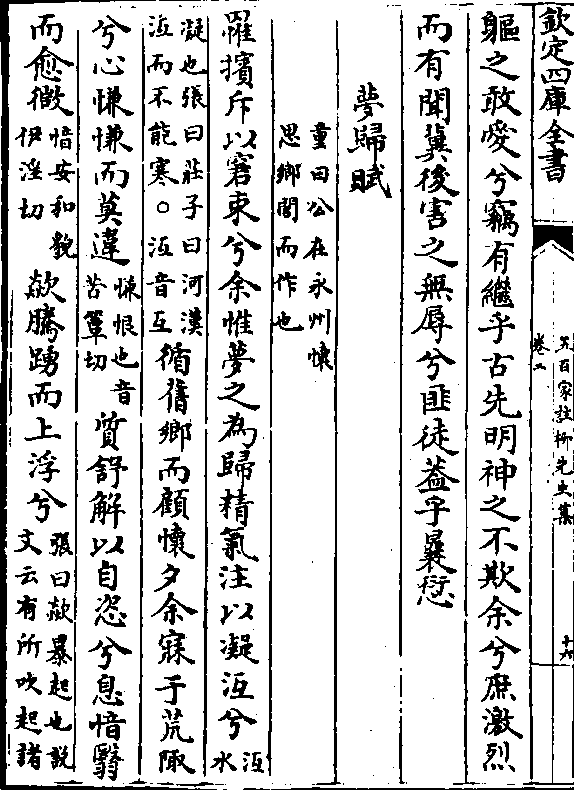 欽定四庫全書
五百家註柳先生集
卷二
十六
軀之敢愛兮竊有繼乎古先明神之不欺余兮庶激烈
而有聞冀後害之無辱兮匪徒蓋乎曩愆
夢歸賦
童曰公在永州懷
思鄉閭而作也
羅擯斥以窘束兮余惟夢之為歸精氣注以凝沍兮沍水
凝也張曰莊子曰河漢沍而不能寒○沍音互循舊鄉而顧懷夕余寐于荒陬
兮心慊慊而莫違慊恨也音苦簟切質舒解以自恣兮息愔翳
而愈微愔安和貌伊淫切歘騰踴而上浮兮張曰歘暴起也說文云有所吹起諸